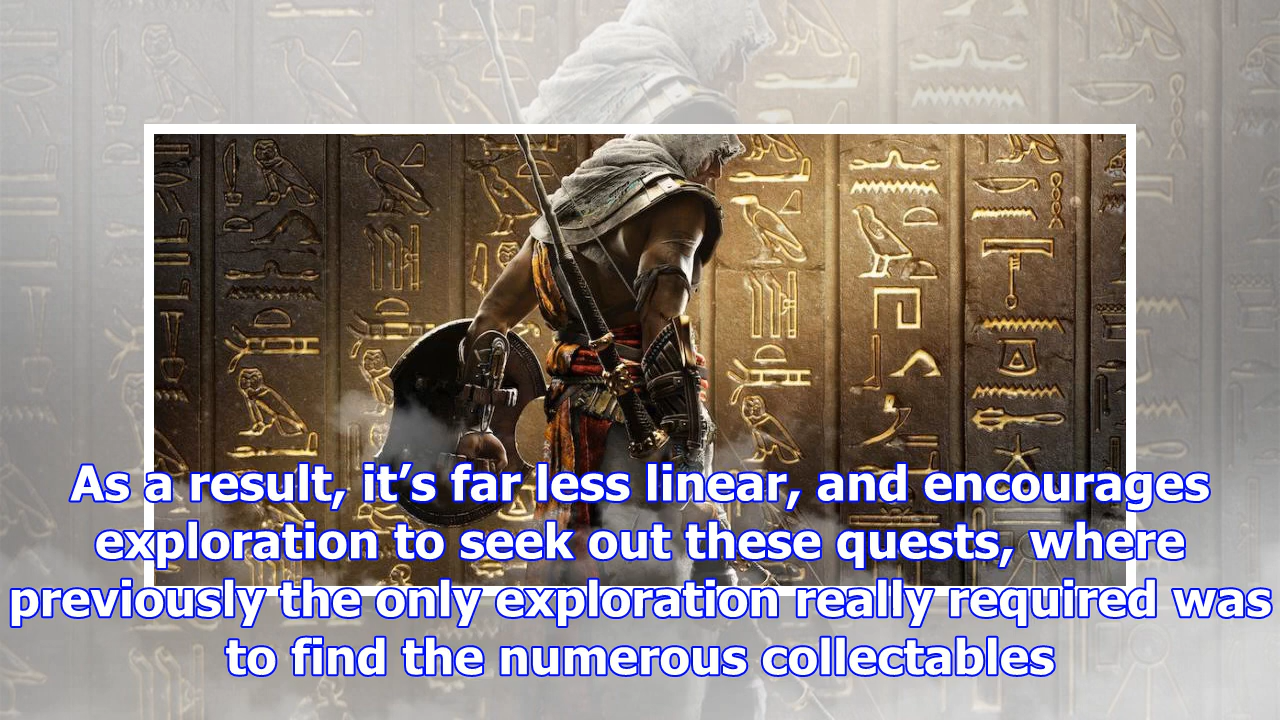 As a result, it’s far less linear, and encourages
exploration to seek out these quests, where
previously the only exploration really required was
to find the numerous collectables